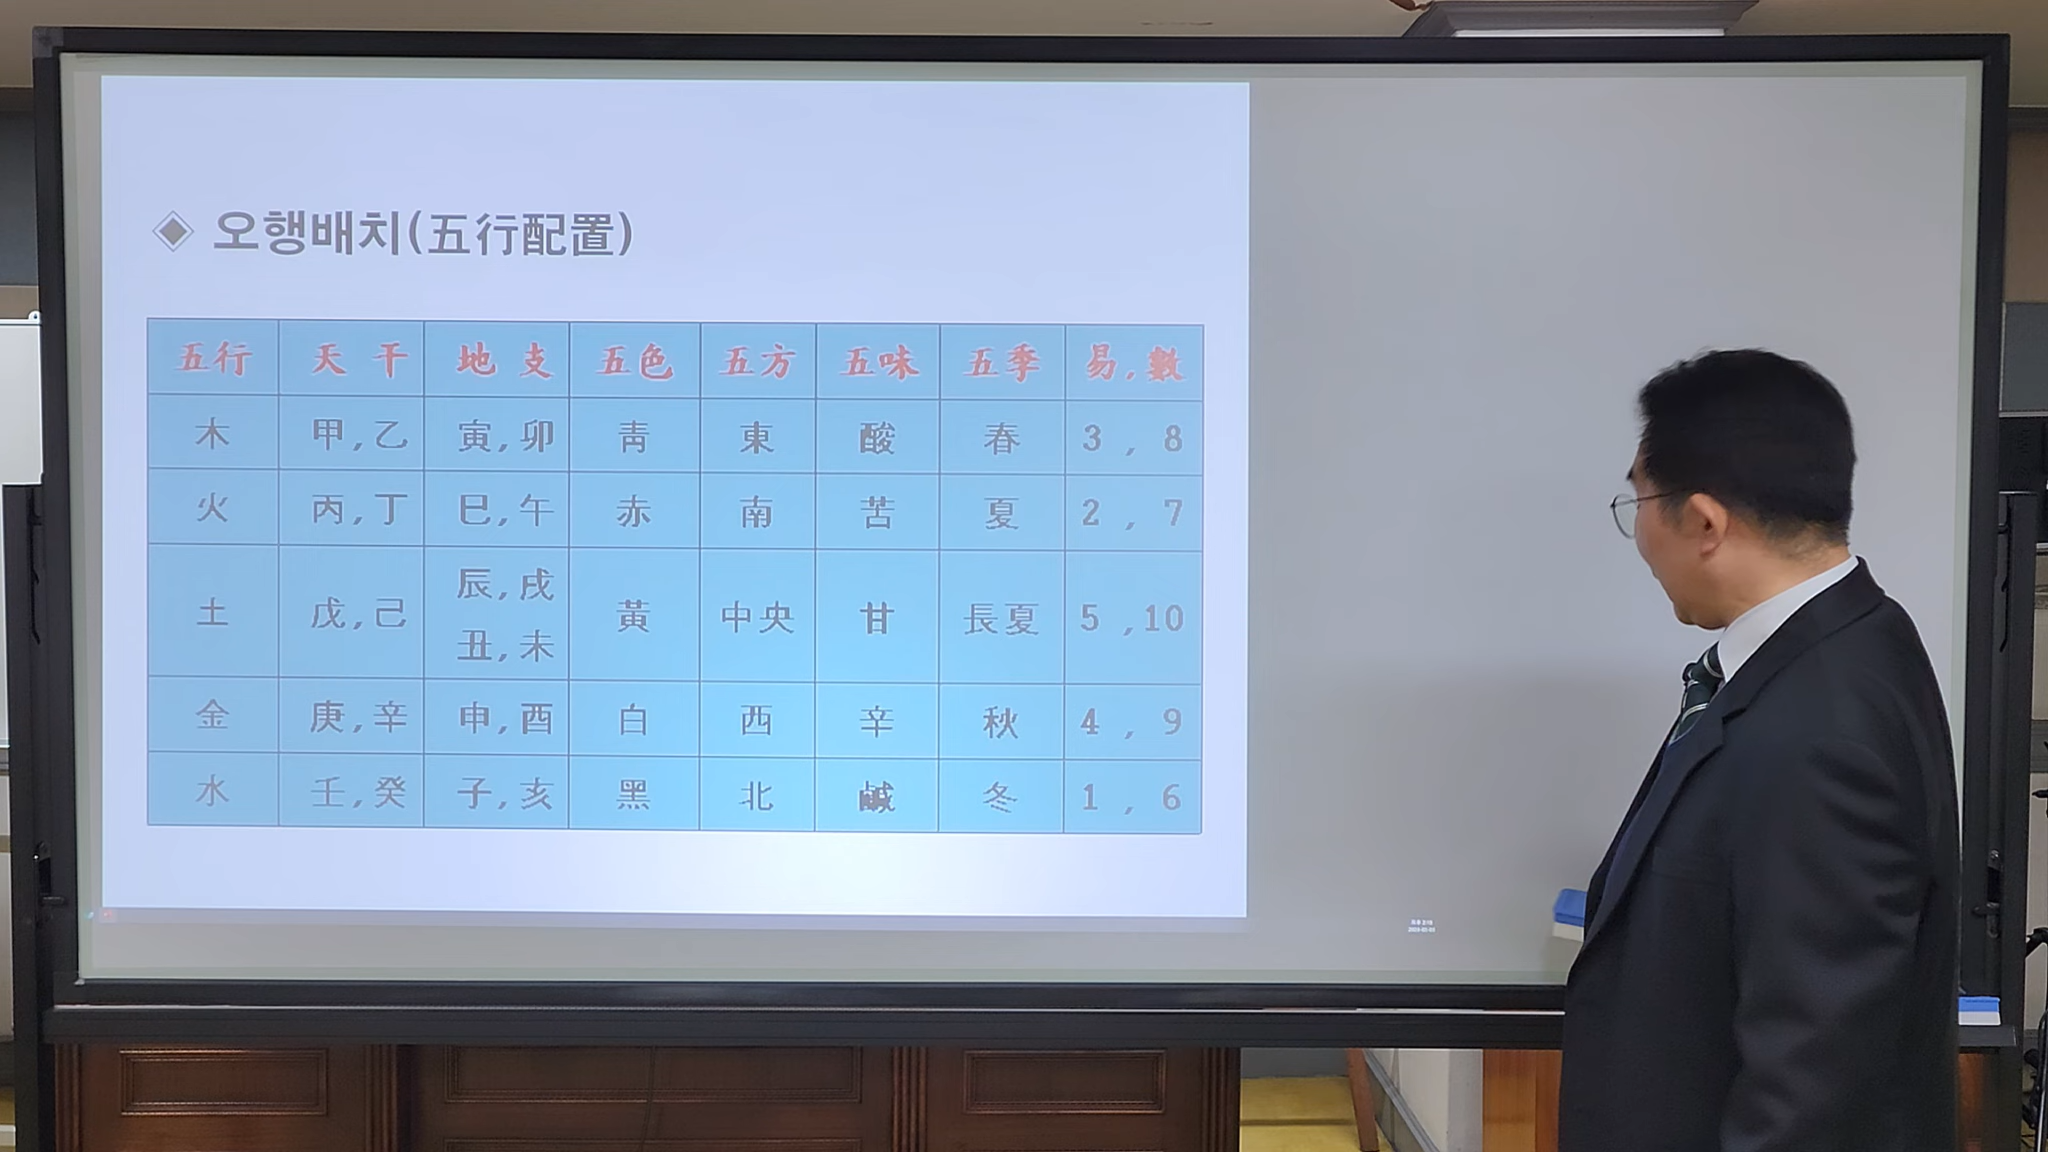 ◈ 오행배치(五行配置)
五行 天干 地支 五色 五方 五味 五季 易,數
木 甲,乙 寅,卯 靑 東 酸 春 3 , 8
火 丙,丁 巳,午 赤 南 苦 夏 2 , 7
土 戊,己 辰,戌 丑,未 黃 中央 甘 長夏 5 ,10
金 庚,辛 申,酉 白 西 辛 秋 4 , 9
水 壬,癸 子,亥 黑 北 鹹 冬 1 , 6